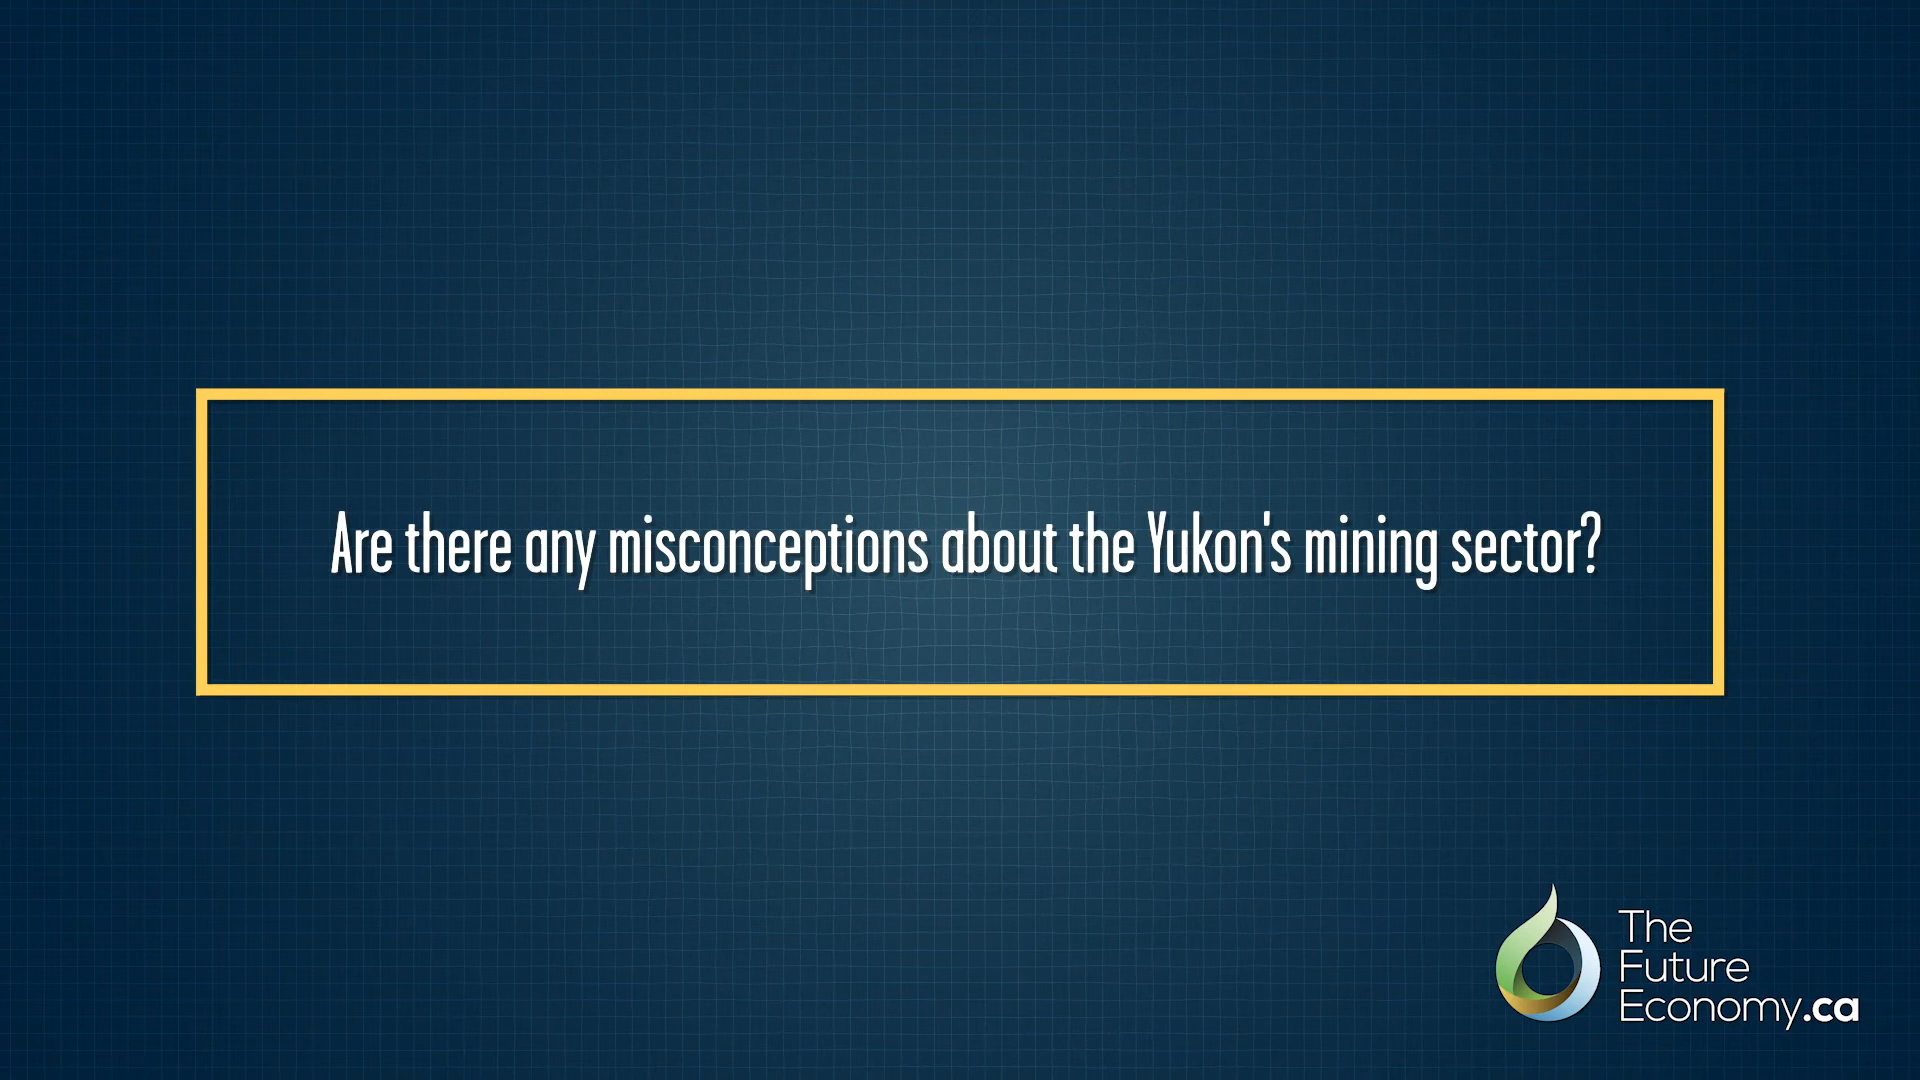 Are there any misconceptions about the Yukon's mining sector?
The
Future
Economy.ca